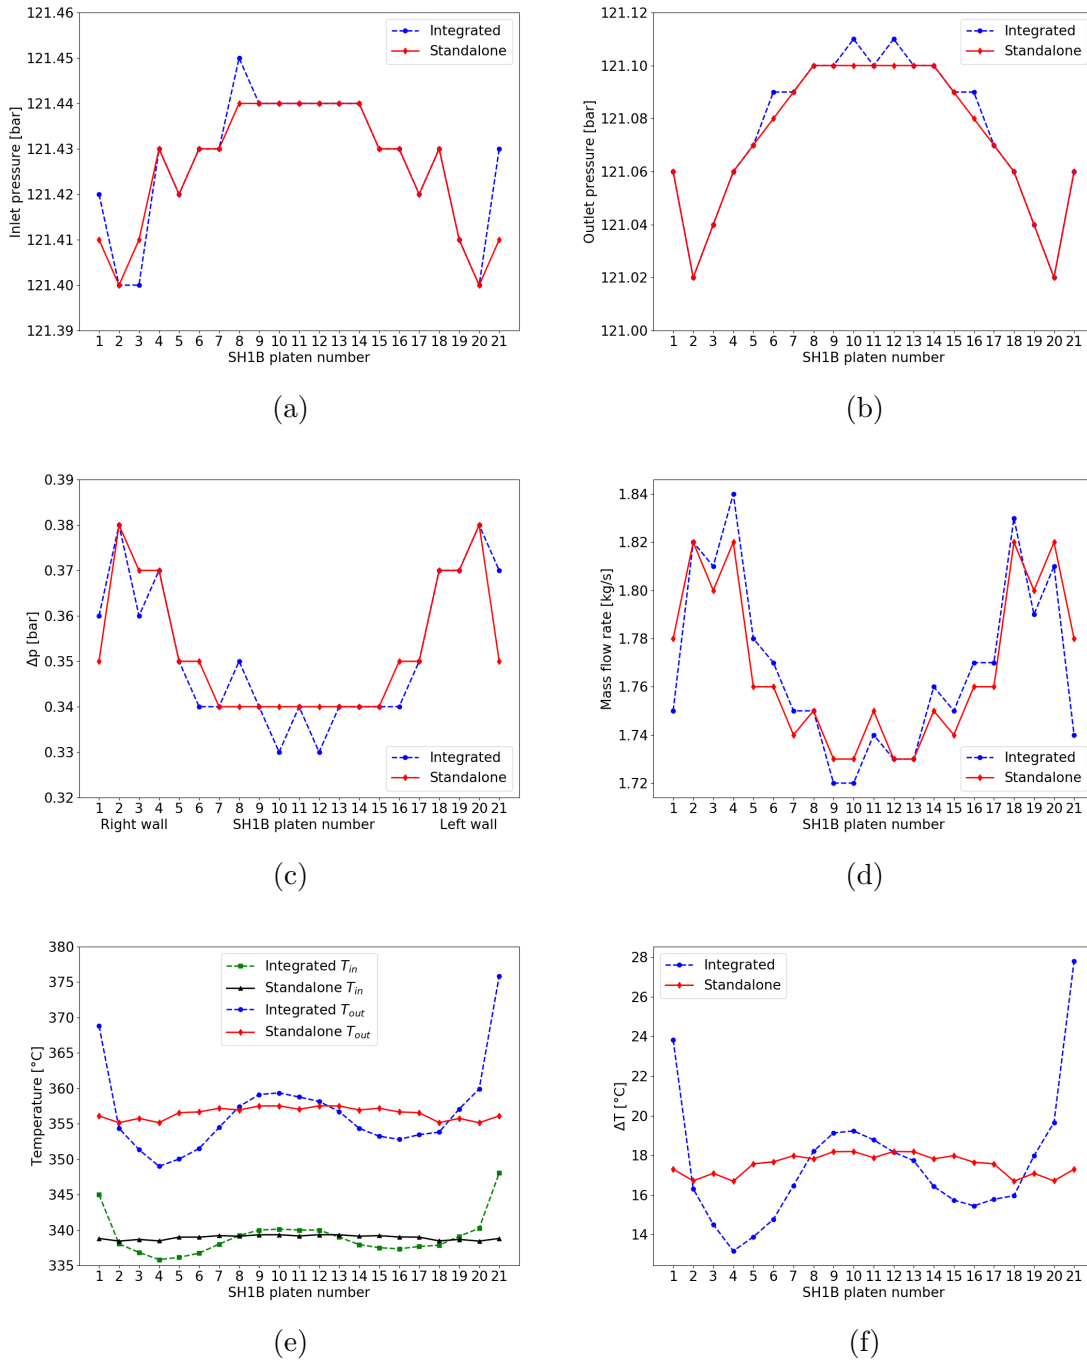 121.46
121.45
121.44
121.43
121.42
121.41
121.40
121.39
Inlet pressure [bar]
Integrated
Standalone
1 2 3 4 5 6 7 8 9 10 11 12 13 14 15 16 17 18 19 20 21
SH1B platen number
(a)
121.12
121.10
121.08
121.06
121.04
121.02
121.00
Outlet pressure [bar]
Integrated
Standalone
1 2 3 4 5 6 7 8 9 10 11 12 13 14 15 16 17 18 19 20 21
SH1B platen number
(b)
0.39
0.38
0.37
0.36
0.35
0.34
0.33
0.32
Δp [bar]
Integrated
Standalone
1 2 3 4 5 6 7 8 9 10 11 12 13 14 15 16 17 18 19 20 21
Right wall SH1B platen number Left wall
(c)
1.84
1.82
1.80
1.78
1.76
1.74
1.72
Mass flow rate [kg/s]
Integrated
Standalone
1 2 3 4 5 6 7 8 9 10 11 12 13 14 15 16 17 18 19 20 21
SH1B platen number
(d)
380
375
370
365
360
355
350
345
340
335
Temperature [°C]
Integrated T_in
Standalone T_in
Integrated T_out
Standalone T_out
1 2 3 4 5 6 7 8 9 10 11 12 13 14 15 16 17 18 19 20 21
SH1B platen number
(e)
28
26
24
22
20
18
16
14
ΔT [°C]
Integrated
Standalone
1 2 3 4 5 6 7 8 9 10 11 12 13 14 15 16 17 18 19 20 21
SH1B platen number
(f)